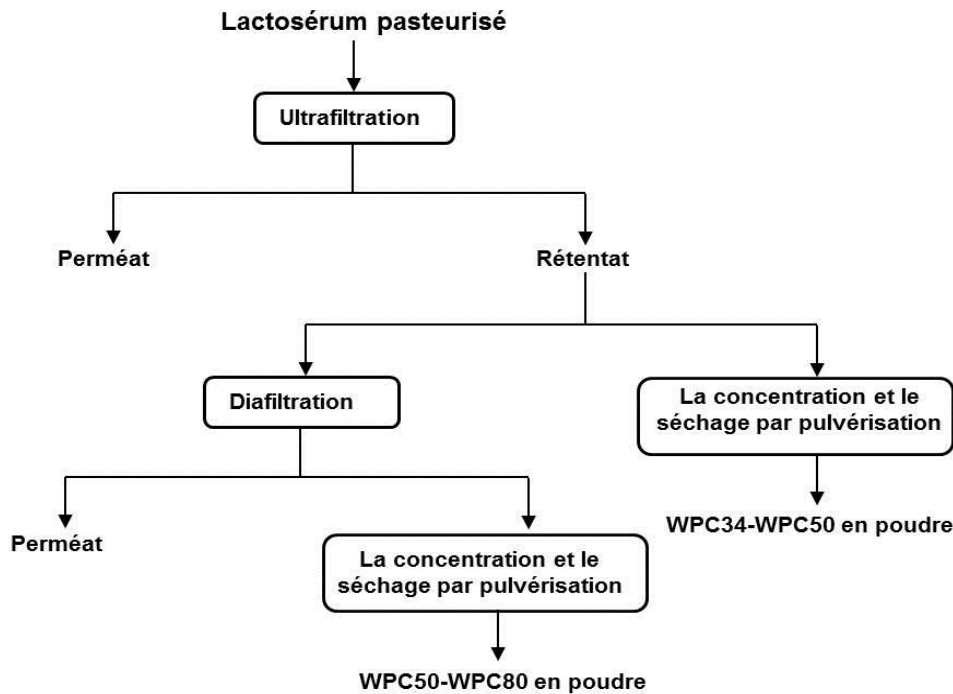 Lactosérum pasteurisé
Ultrafiltration
Perméat
Rétentat
Diafiltration
La concentration et le
séchage par pulvérisation
Perméat
WPC34-WPC50 en poudre
La concentration et le
séchage par pulvérisation
WPC50-WPC80 en poudre